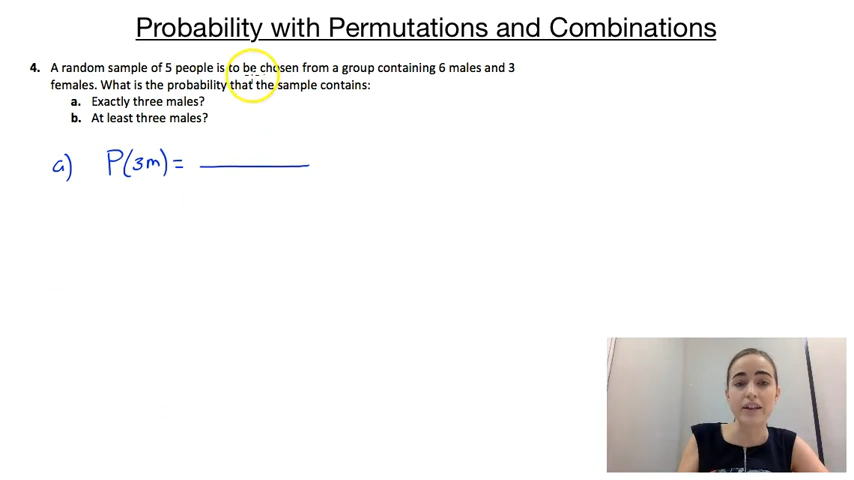 Probability with Permutations and Combinations
4. A random sample of 5 people is to be chosen from a group containing 6 males and 3
females. What is the probability that the sample contains:
a. Exactly three males?
b. At least three males?
a) P(3m) =